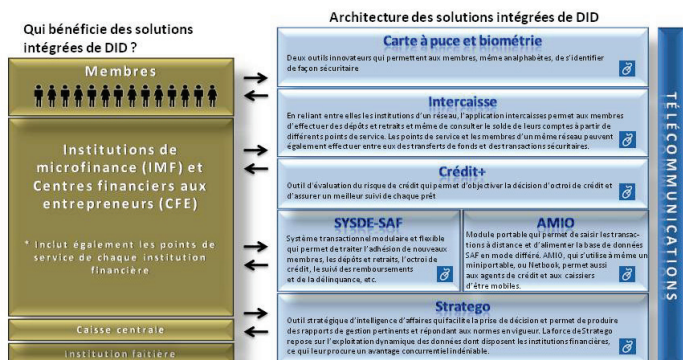 Qui bénéficie des solutions
intégrées de DID ?
Membres
Institutions de
microfinance (IMF) et
Centres financiers aux
entrepreneurs (CFE)
* Inclut également les points de
service de chaque institution
financière
Caisse centrale
Institution faîtière
Architecture des solutions intégrées de DID
Carte à puce et biométrie
Deux outils innovateurs qui permettent aux membres, même analphabètes, de s'identifier
de façon sécuritaire
Intercaisse
En reliant entre elles les institutions d'un réseau, l'application intercaisses permet aux membres
d'effectuer des dépôts et retraits et même de consulter le solde de leurs comptes à partir de
différents points de service. Les points de service et les membres d'un même réseau peuvent
également effectuer entre eux des transferts de fonds et des transactions sécuritaires.
Crédit+
Outil d'évaluation du risque de crédit qui permet d'objectiver la décision d'octroi de crédit et
d'assurer un meilleur suivi de chaque prêt
SYSDE-SAF
Système transactionnel modulaire et flexible
qui permet de traiter l'adhésion de nouveaux
membres, les dépôts et retraits, l'octroi de
crédit, le suivi des remboursements
et de la délinquance, etc.
AMIO
Module portable qui permet de saisir les transac-
tions à distance et d'alimenter la base de données
SAF en mode différé. AMIO, qui s'utilise à même un
miniportable, ou Netbook, permet aussi
aux agents de crédit et aux caissiers
d'être mobiles.
Stratego
Outil stratégique d'intelligence d'affaires qui facilite la prise de décision et permet de produire
des rapports de gestion pertinents et répondant aux normes en vigueur. La force de Stratego
repose sur l'exploitation dynamique des données dont disposent les institutions financières,
ce qui leur procure un avantage concurrentiel indéniable.
TÉLÉCOMMUNICATIONS